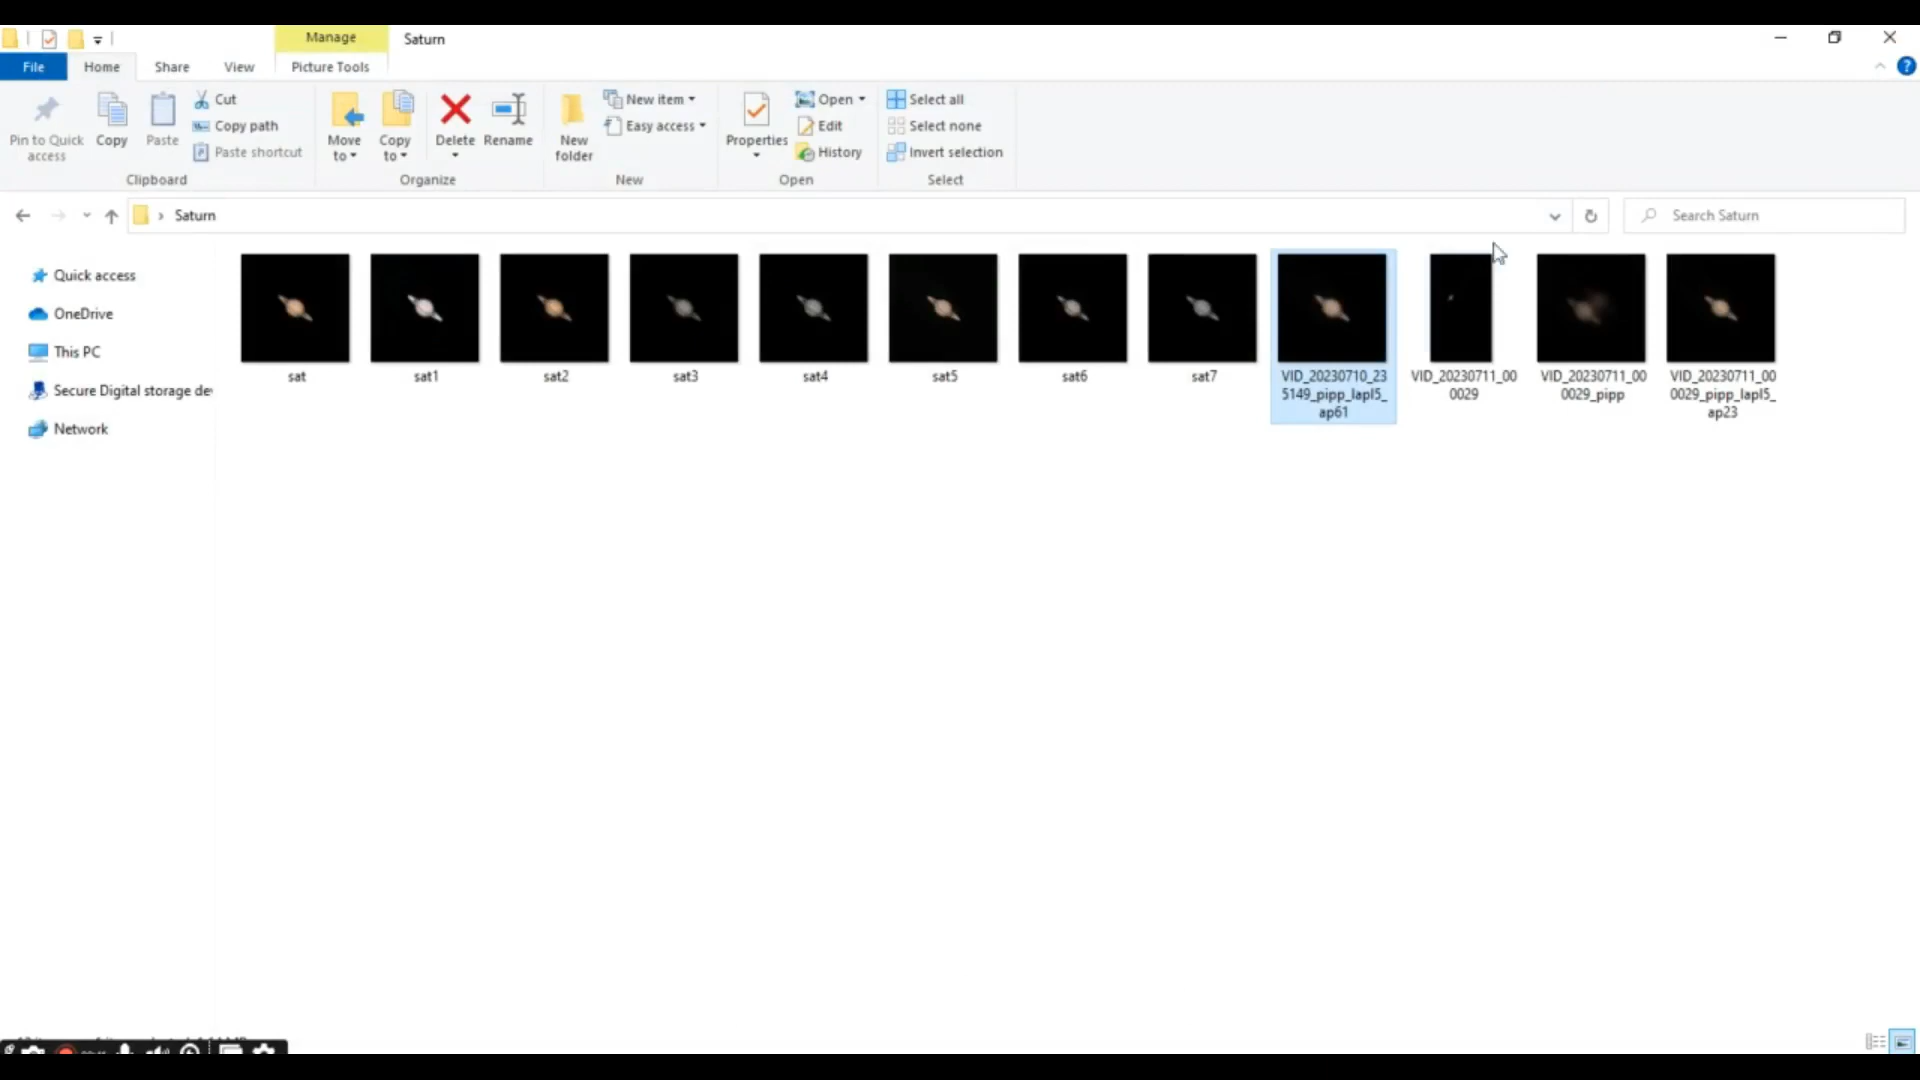 Manage
Saturn
File
Home
Share
View
Picture Tools
Pin to Quick
access
Copy
Paste
Cut
Copy path
Paste shortcut
Clipboard
Move
to
Copy
to
Delete
Rename
Organize
New
folder
New item
Easy access
New
Properties
Open
Edit
History
Open
Select all
Select none
Invert selection
Select
Saturn
Search Saturn
Quick access
OneDrive
This PC
Secure Digital storage de
Network
sat
sat1
sat2
sat3
sat4
sat5
sat6
sat7
VID_20230710_23
5149_pipp_lapl5_
ap61
VID_20230711_00
0029
VID_20230711_00
0029_pipp
VID_20230711_00
0029_pipp_lapl5_
ap23